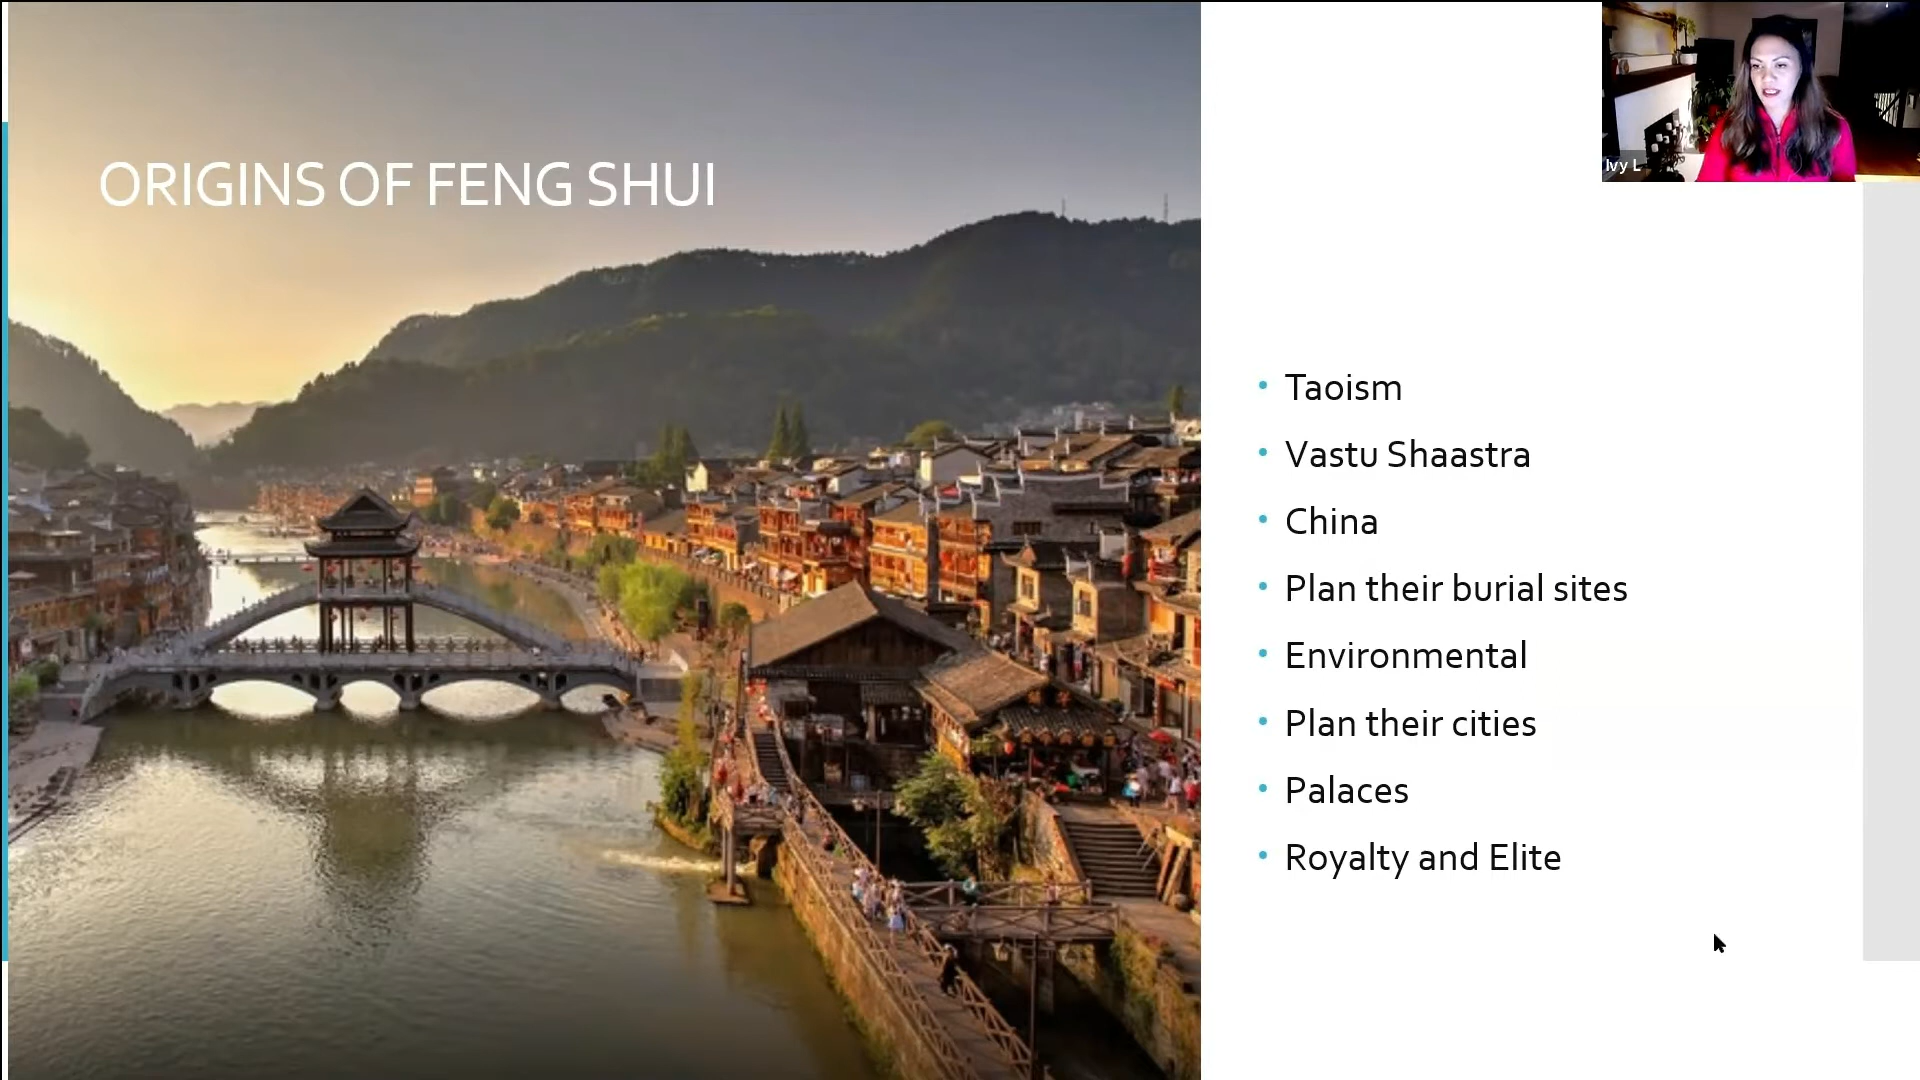 ORIGINS OF FENG SHUI
Ivy L
• Taoism
• Vastu Shaastra
• China
• Plan their burial sites
• Environmental
• Plan their cities
• Palaces
• Royalty and Elite